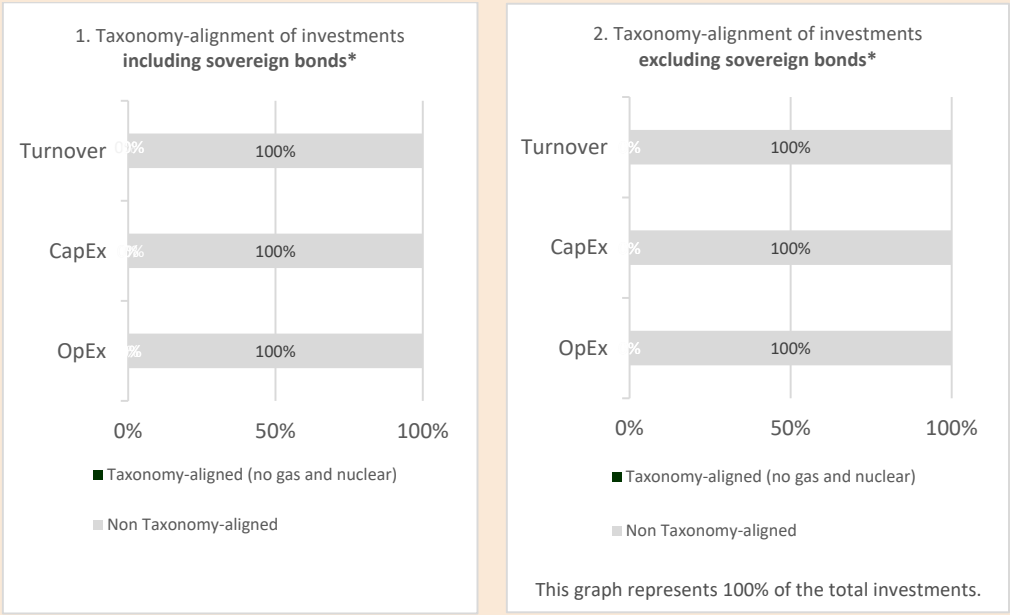 1. Taxonomy-alignment of investments
including sovereign bonds*
Turnover
100%
CapEx
100%
OpEx
100%
0% 50% 100%
Taxonomy-aligned (no gas and nuclear)
Non Taxonomy-aligned
2. Taxonomy-alignment of investments
excluding sovereign bonds*
Turnover
100%
CapEx
100%
OpEx
100%
0% 50% 100%
Taxonomy-aligned (no gas and nuclear)
Non Taxonomy-aligned
This graph represents 100% of the total investments.